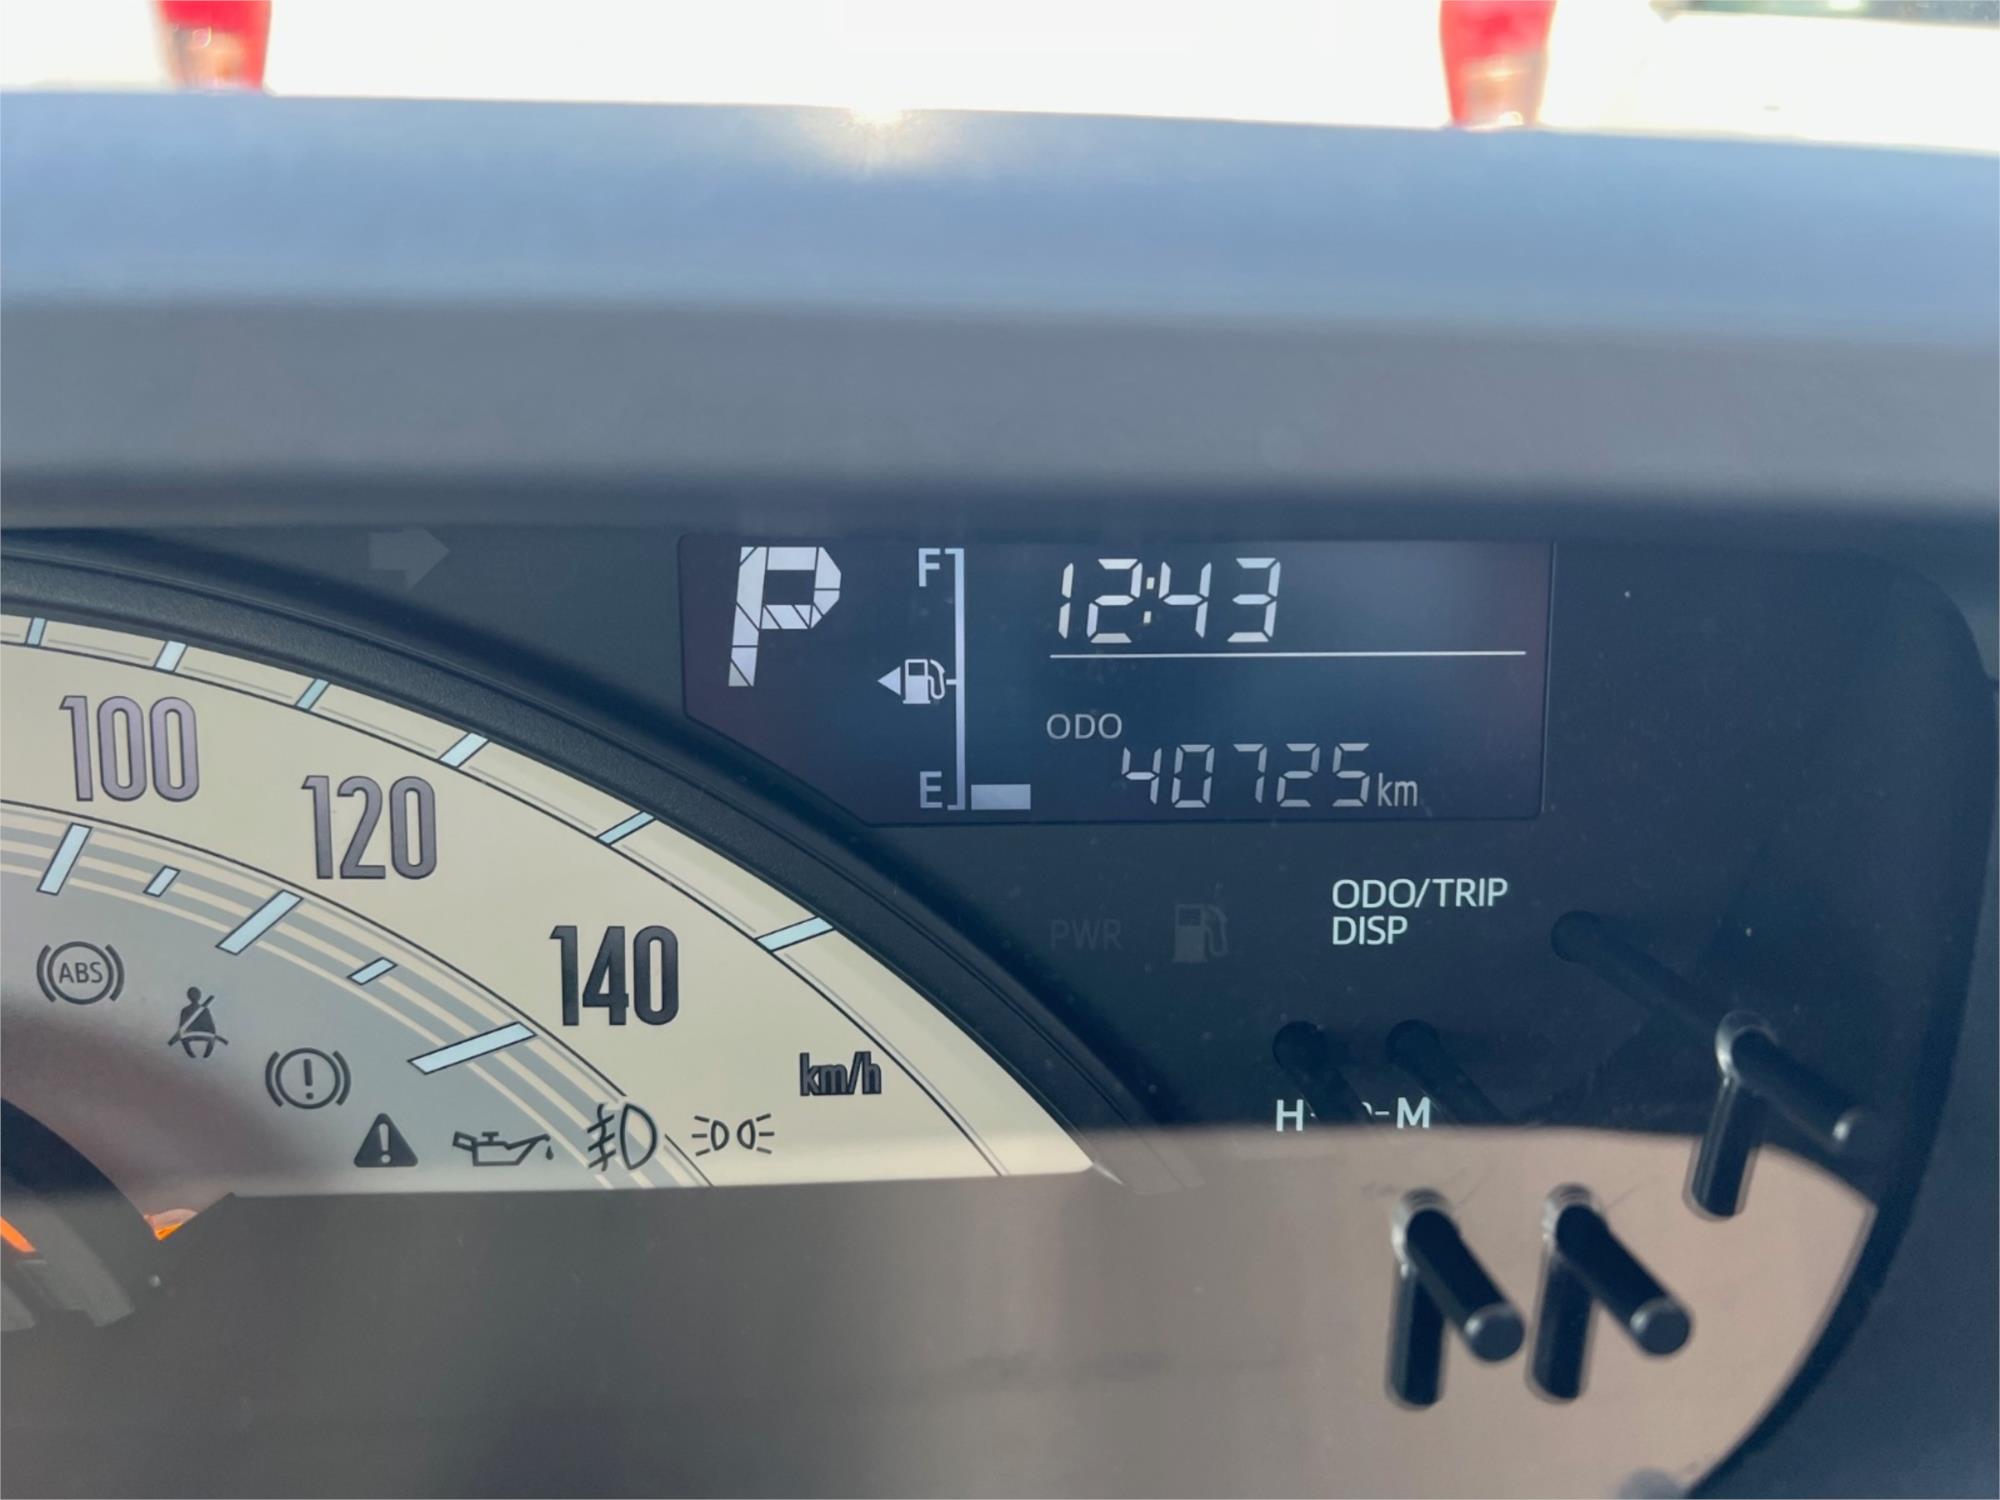 P
F
12:43
ODO
40725km
E
100
120
140
km/h
ABS
PWR
ODO/TRIP
DISP
H
M